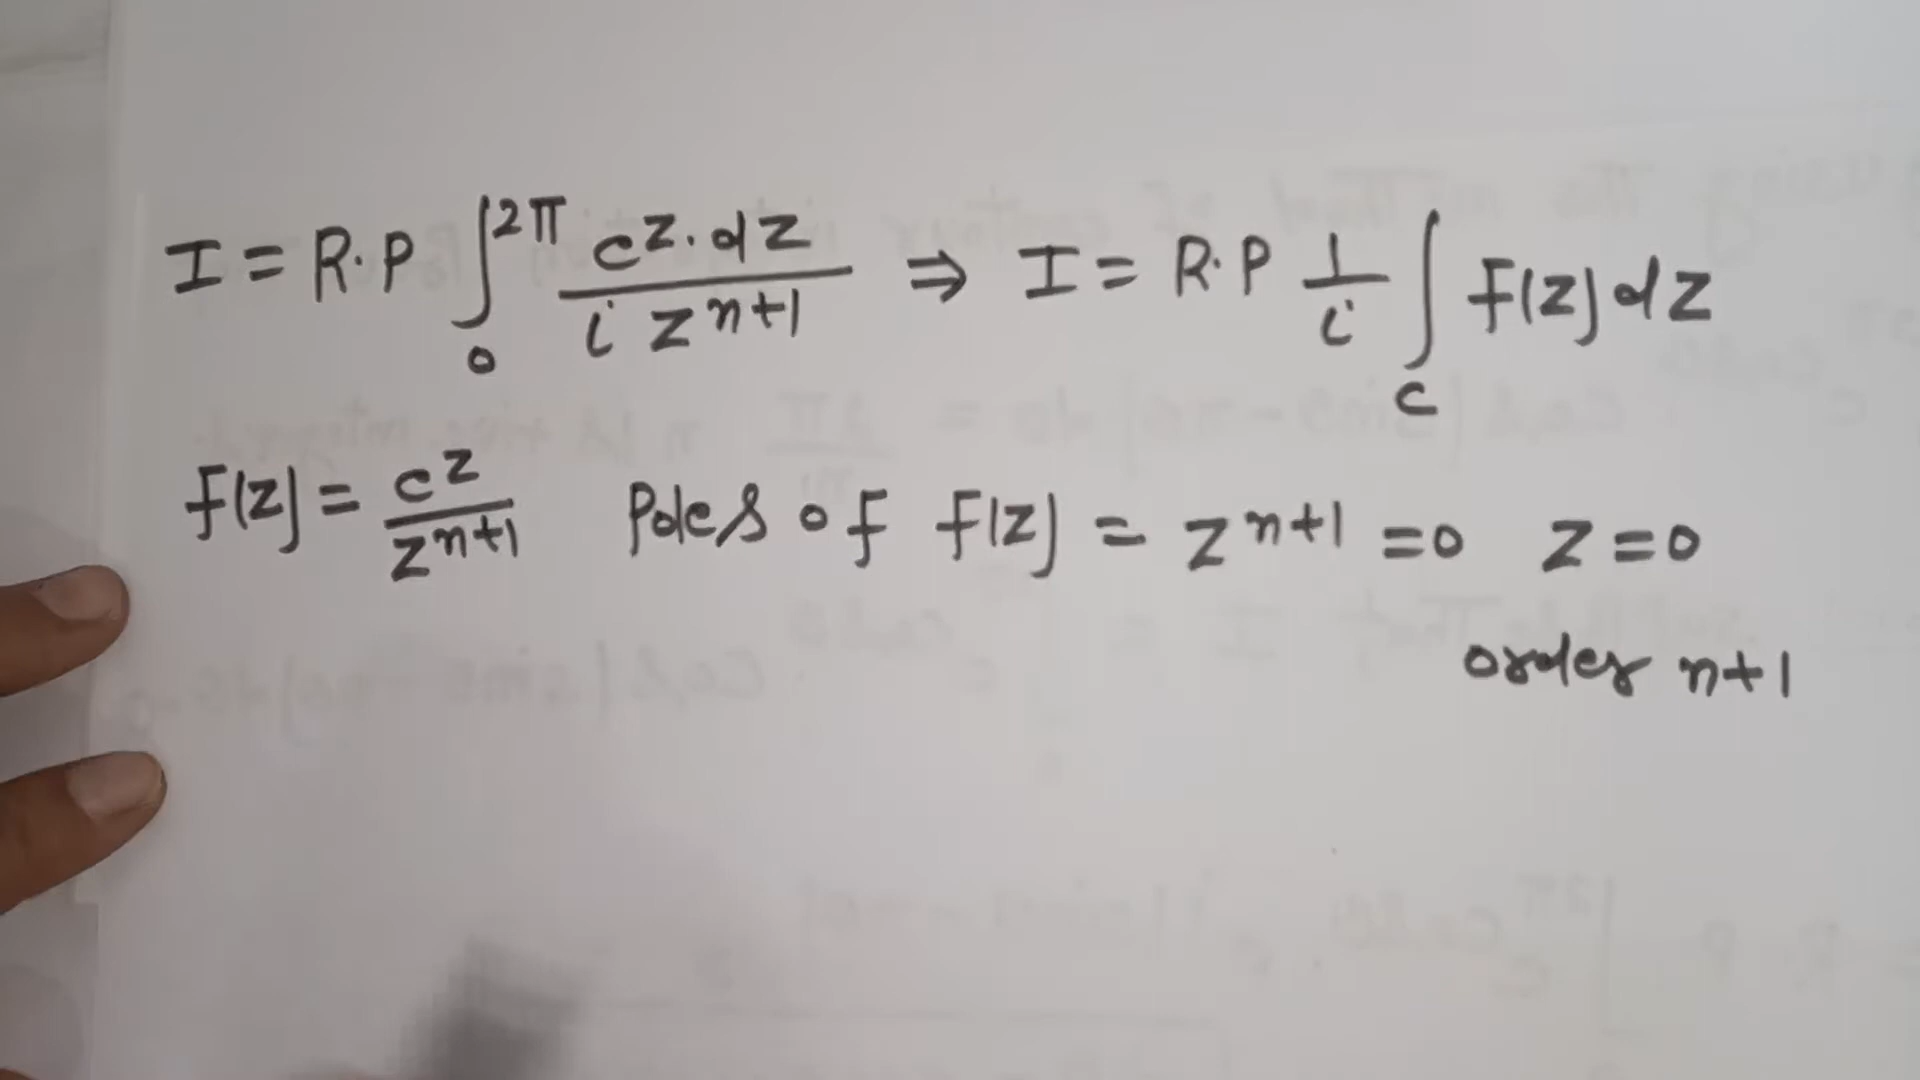 I = R.P ∫₀^{2π} e^z.dz / i z^{n+1} ⇒ I = R.P 1/i ∫_C f(z) dz
f(z) = e^z / z^{n+1} Poles of f(z) = z^{n+1} = 0 z = 0
order n+1